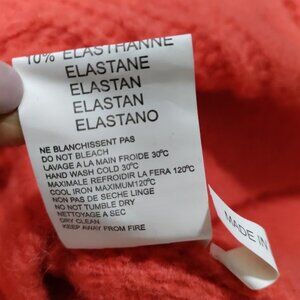 10% ELASTHANNE
ELASTANE
ELASTAN
ELASTAN
ELASTANO
NE BLANCHISSENT PAS
DO NOT BLEACH
LAVAGE A LA MAIN FROIDE 30°C
HAND WASH COLD 30°C
MAXIMALE REFROIDIR LA FERA 120°C
COOL IRON MAXIMUM120°C
NON PAS DE SECHE LINGE
DO NOT TUMBLE DRY
NETTOYAGE A SEC
DRY CLEAN
KEEP AWAY FROM FIRE
MADE IN